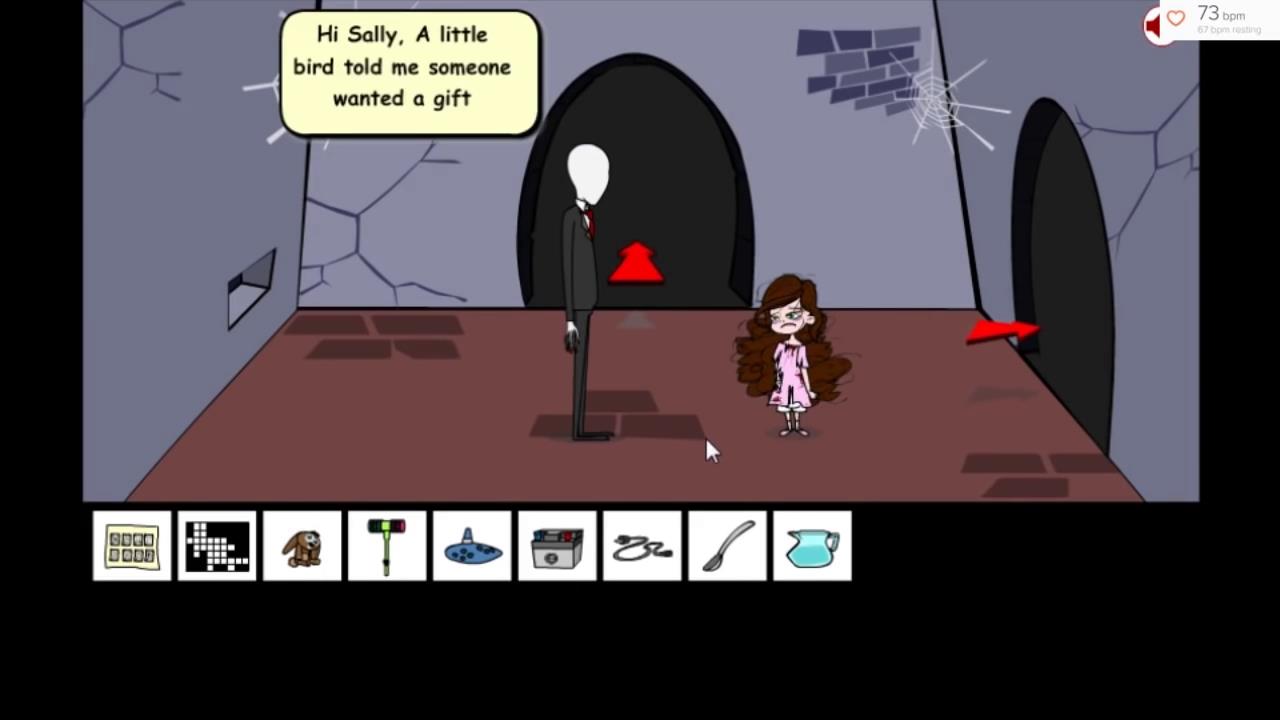 Hi Sally, A little
bird told me someone
wanted a gift
73 bpm
67 bpm resting